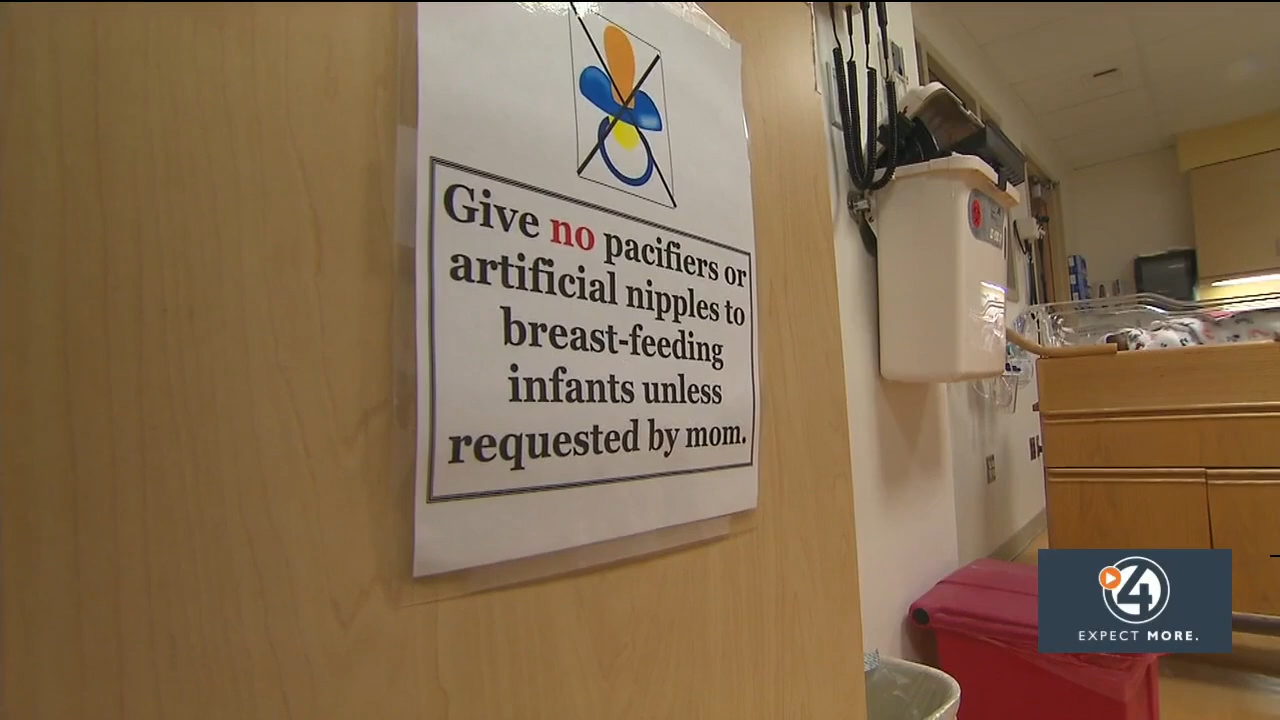 Give no pacifiers or
artificial nipples to
breast-feeding
infants unless
requested by mom.
4
EXPECT MORE.